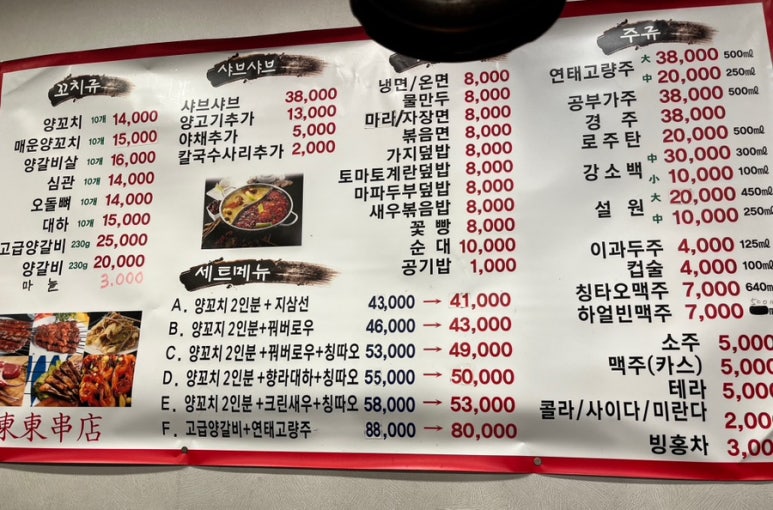 꼬치류
양꼬치 10개 14,000
매운양꼬치 10개 15,000
양갈비살 10개 16,000
심관 10개 14,000
오돌뼈 10개 14,000
대하 10개 15,000
고급양갈비 230g 25,000
양갈비 230g 20,000
마늘 3.000
東東串店
샤브샤브
샤브샤브 38,000
양고기추가 13,000
야채추가 5,000
칼국수사리추가 2,000
냉면/온면 8,000
물만두 8,000
마라/자장면 8,000
볶음면 8,000
가지덮밥 8,000
토마토계란덮밥 8,000
마파두부덮밥 8,000
새우볶음밥 8,000
꽃빵 8,000
순대 10,000
공기밥 1,000
세트메뉴
A. 양꼬치 2인분+지삼선 43,000 → 41,000
B. 양꼬지 2인분+꿔버로우 46,000 → 43,000
C. 양꼬치 2인분+꿔버로우+칭따오 53,000 → 49,000
D. 양꼬치 2인분+향라대하+칭따오 55,000 → 50,000
E. 양꼬치 2인분+크린새우+칭따오 58,000 → 53,000
F. 고급양갈비+연태고량주 88,000 → 80,000
주류
연태고량주 大 38,000 500㎖
中 20,000 250㎖
공부가주 38,000 500㎖
경주 38,000
로주탄 20,000 500㎖
강소백 中 30,000 300㎖
小 10,000 100㎖
설원 大 20,000 450㎖
中 10,000 250㎖
이과두주 4,000 125㎖
컵술 4,000 100㎖
칭타오맥주 7,000 640㎖
하얼빈맥주 7,000
소주 5,000
맥주(카스) 5,000
테라 5,000
콜라/사이다/미란다 2,000
빙홍차 3,00